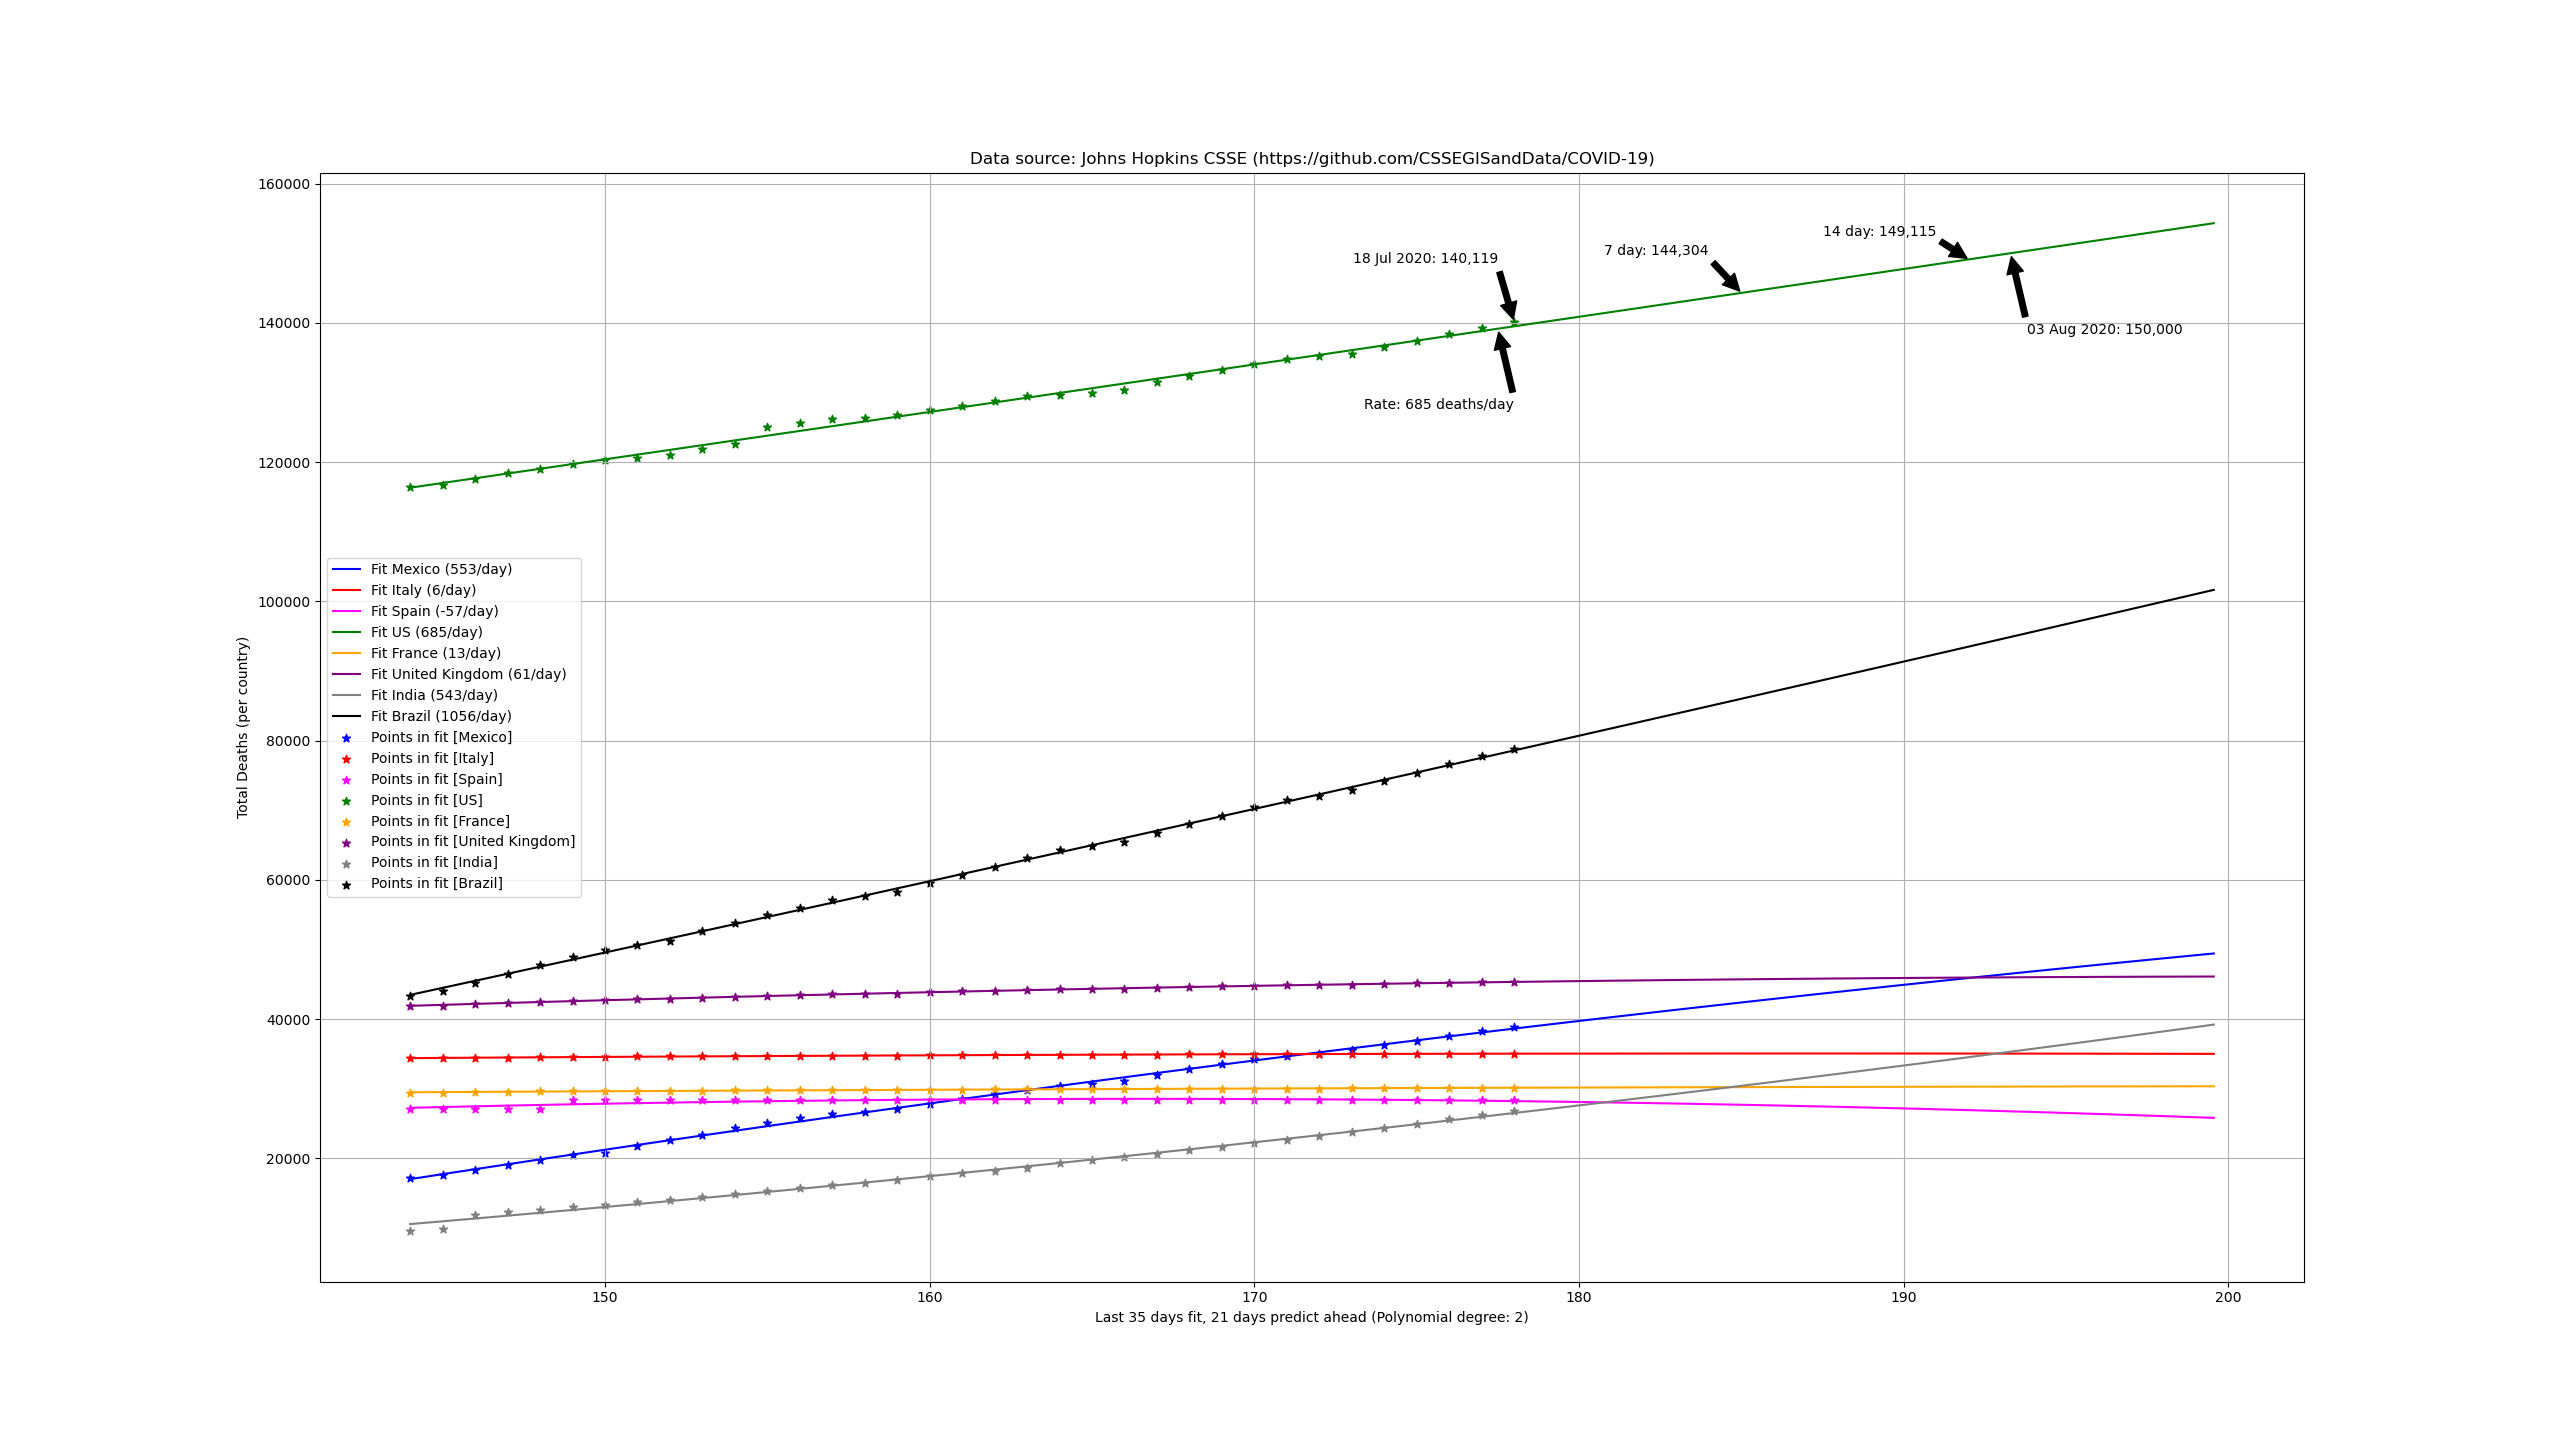 Data source: Johns Hopkins CSSE (https://github.com/CSSEGISandData/COVID-19)
160000
140000
120000
100000
80000
60000
40000
20000
Total Deaths (per country)
14 day: 149,115
7 day: 144,304
18 Jul 2020: 140,119
03 Aug 2020: 150,000
Rate: 685 deaths/day
Fit Mexico (553/day)
Fit Italy (6/day)
Fit Spain (-57/day)
Fit US (685/day)
Fit France (13/day)
Fit United Kingdom (61/day)
Fit India (543/day)
Fit Brazil (1056/day)
Points in fit [Mexico]
Points in fit [Italy]
Points in fit [Spain]
Points in fit [US]
Points in fit [France]
Points in fit [United Kingdom]
Points in fit [India]
Points in fit [Brazil]
150 160 170 180 190 200
Last 35 days fit, 21 days predict ahead (Polynomial degree: 2)